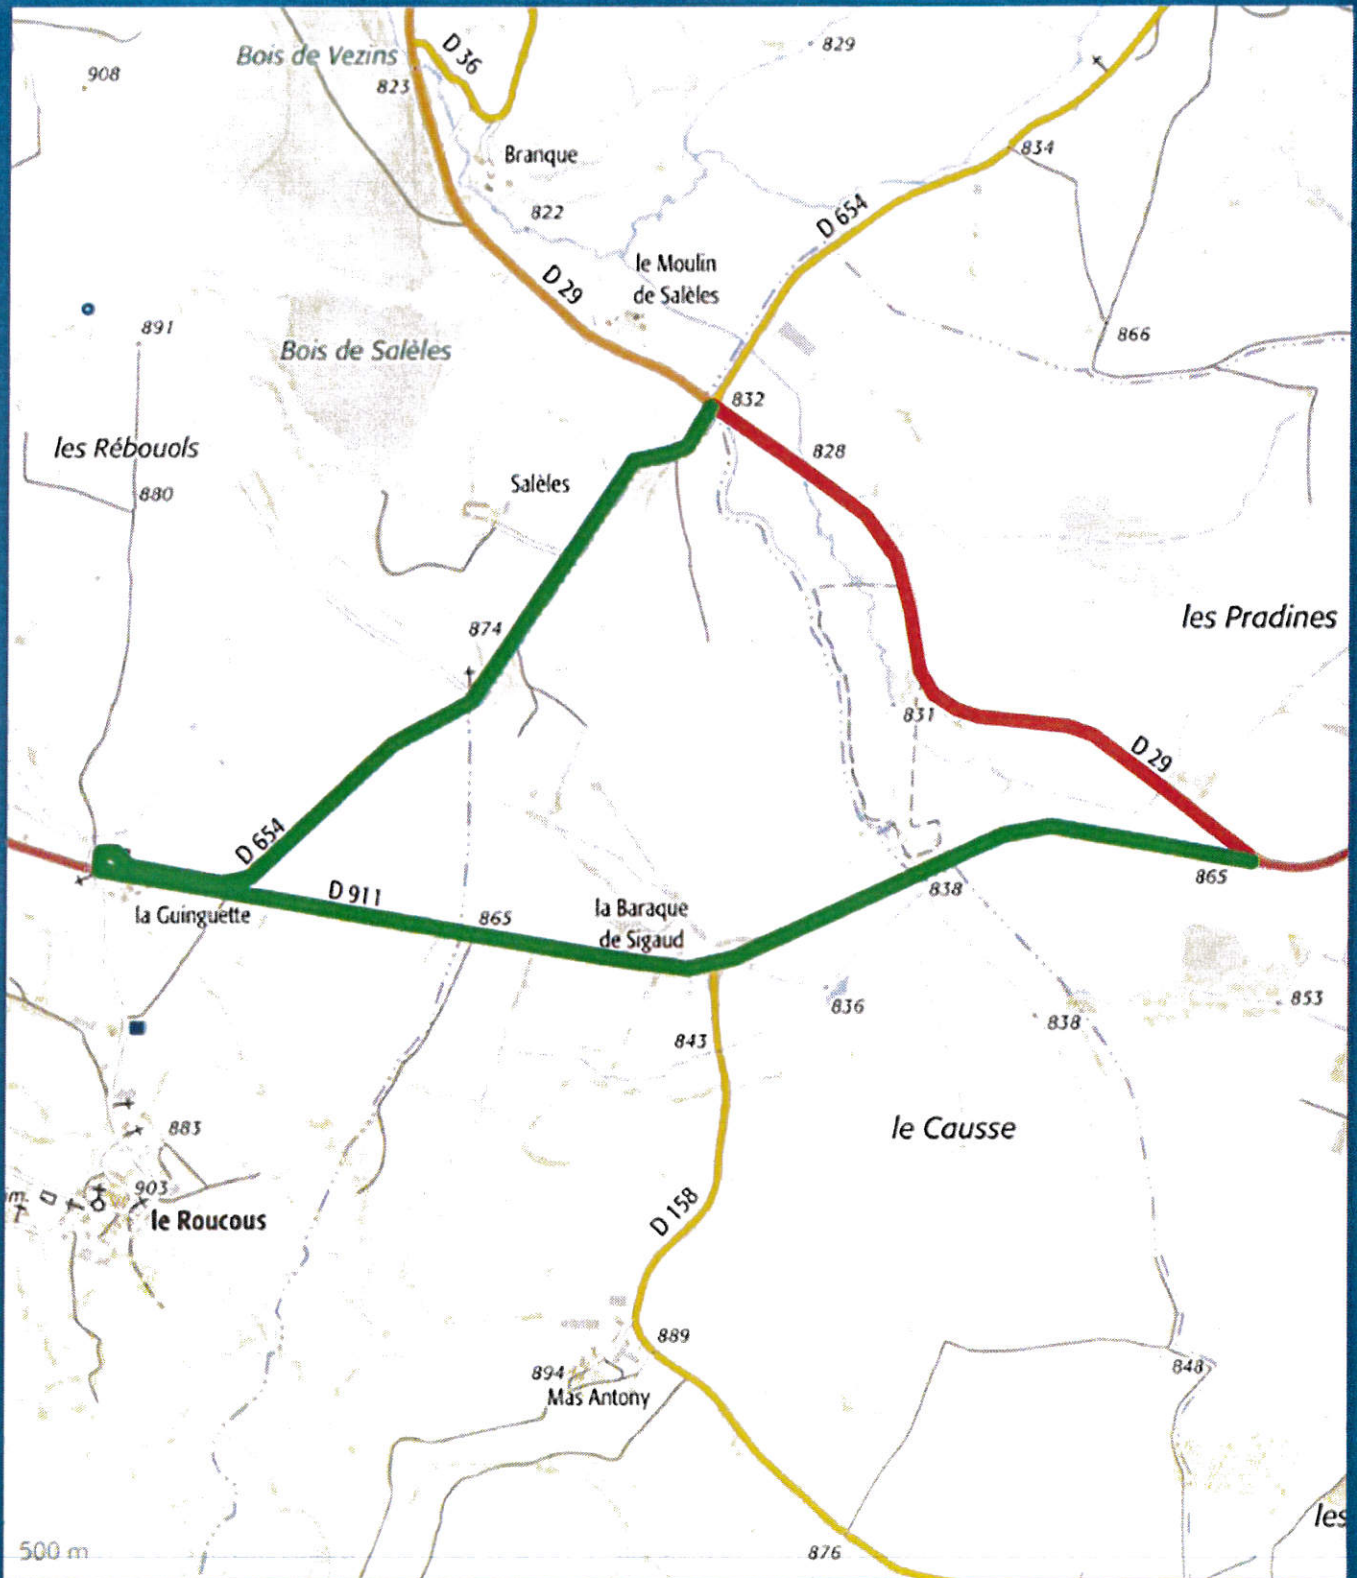 829
Bois de Vezins
D 36
908
823
834
Branque
822
D 654
le Moulin
de Salèles
D 29
891
866
Bois de Salèles
832
les Rébouols
828
880
Salèles
les Pradines
874
831
D 29
D 654
865
838
D 911
la Guinguette
865
la Baraque
de Sigaud
836
853
838
843
883
le Causse
903
le Roucous
D 158
889
848
894
Mas Antony
les
500 m
876